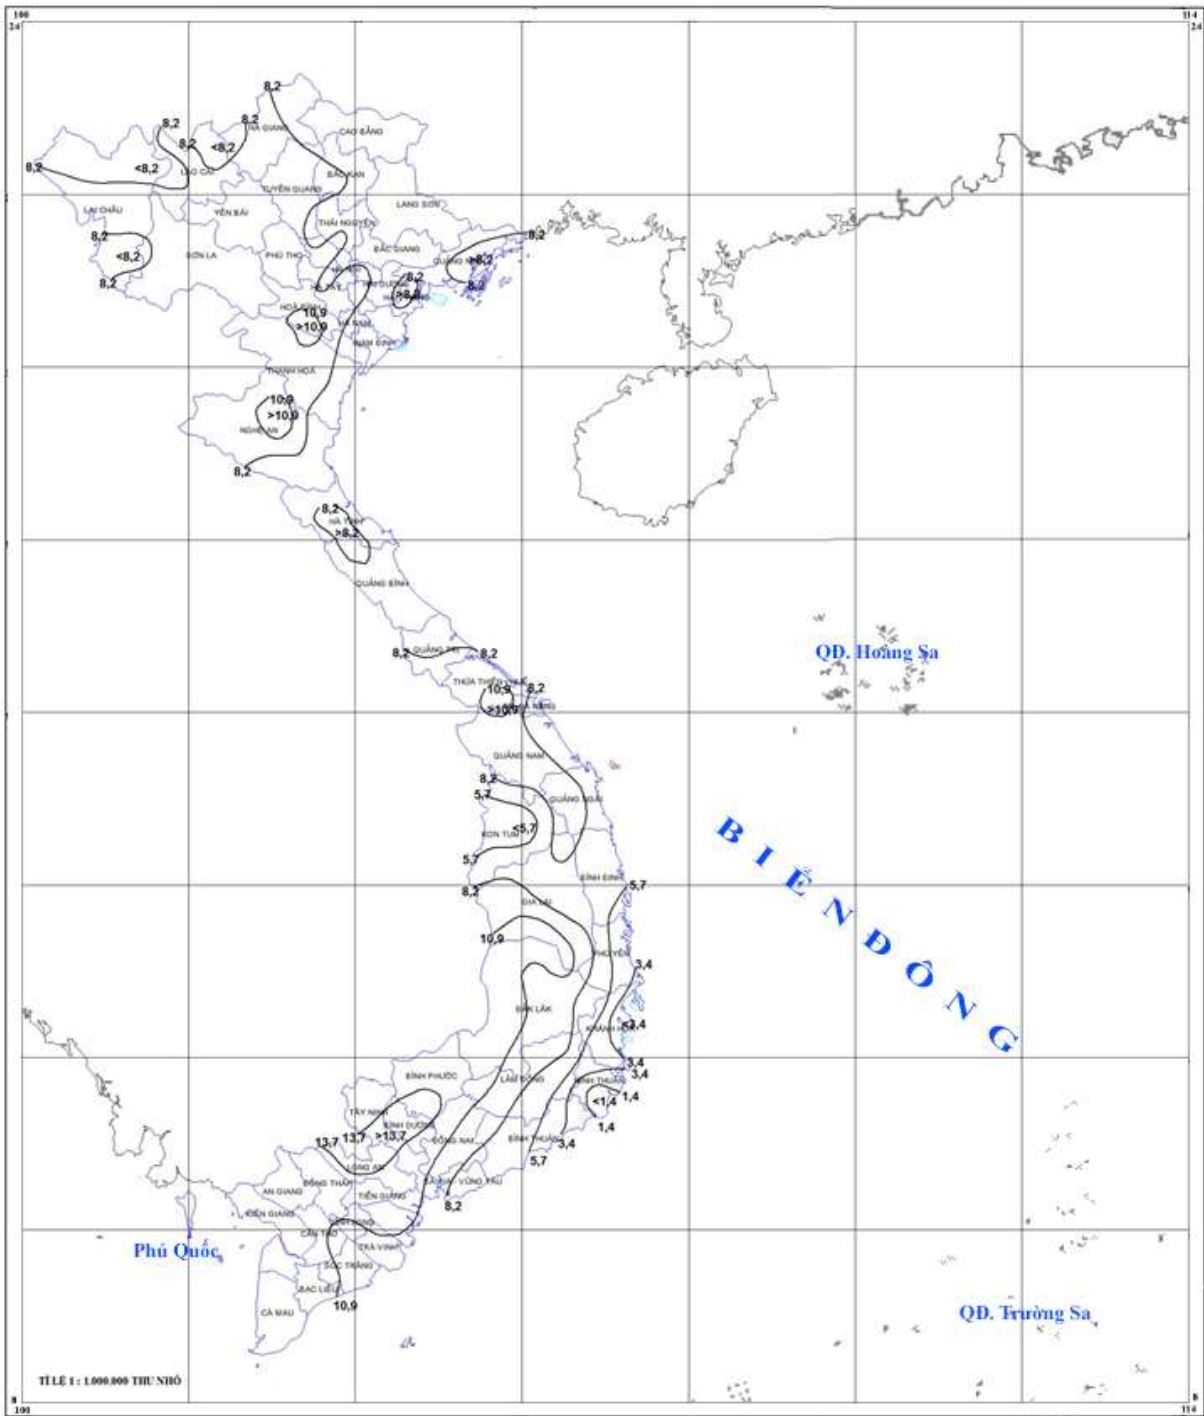 100
114
24
24
8,2
8,2
8,2
8,2
HÀ GIANG
CAO BẰNG
<8,2
8,2
<8,2
LÀO CAI
BẮC KẠN
TUYÊN QUANG
LẠNG SƠN
LAI CHÂU
YÊN BÁI
THÁI NGUYÊN
8,2
8,2
BẮC GIANG
<8,2
SƠN LA
PHÚ THỌ
QUẢNG NINH
>8,2
8,2
8,2
8,2
>8,2
HOÀ BÌNH
10,9
>10,9
HÀ NAM
NAM ĐỊNH
THANH HOÁ
10,9
>10,9
NGHỆ AN
8,2
8,2
HÀ TĨNH
>8,2
QUẢNG BÌNH
8,2
QUẢNG TRỊ
8,2
QĐ. Hoàng Sa
THỪA THIÊN HUẾ
10,9
8,2
>10,9
QUẢNG NAM
8,2
5,7
QUẢNG NGÃI
<5,7
KON TUM
5,7
BIỂN ĐÔNG
BÌNH ĐỊNH
5,7
8,2
GIA LAI
10,9
PHÚ YÊN
3,4
ĐĂK LĂK
<3,4
KHÁNH HOÀ
3,4
3,4
BÌNH PHƯỚC
LÂM ĐỒNG
NINH THUẬN
1,4
<1,4
TÂY NINH
BÌNH DƯƠNG
1,4
13,7
13,7
>13,7
ĐỒNG NAI
BÌNH THUẬN
3,4
5,7
LONG AN
ĐỒNG THÁP
BÀ RỊA - VŨNG TÀU
AN GIANG
TIỀN GIANG
8,2
KIÊN GIANG
CẦN THƠ
TRÀ VINH
Phú Quốc
SÓC TRĂNG
BẠC LIÊU
10,9
CÀ MAU
QĐ. Trường Sa
TỈ LỆ 1 : 1.000.000 THU NHỎ
8
8
100
114